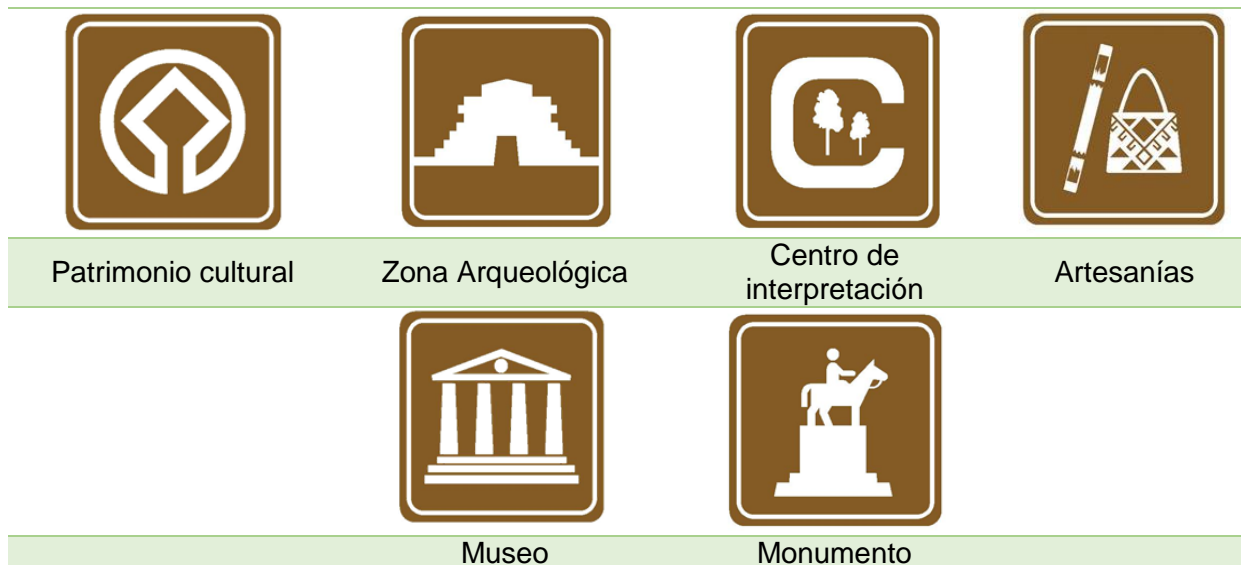 Patrimonio cultural
Zona Arqueológica
Centro de
interpretación
Artesanías
Museo
Monumento